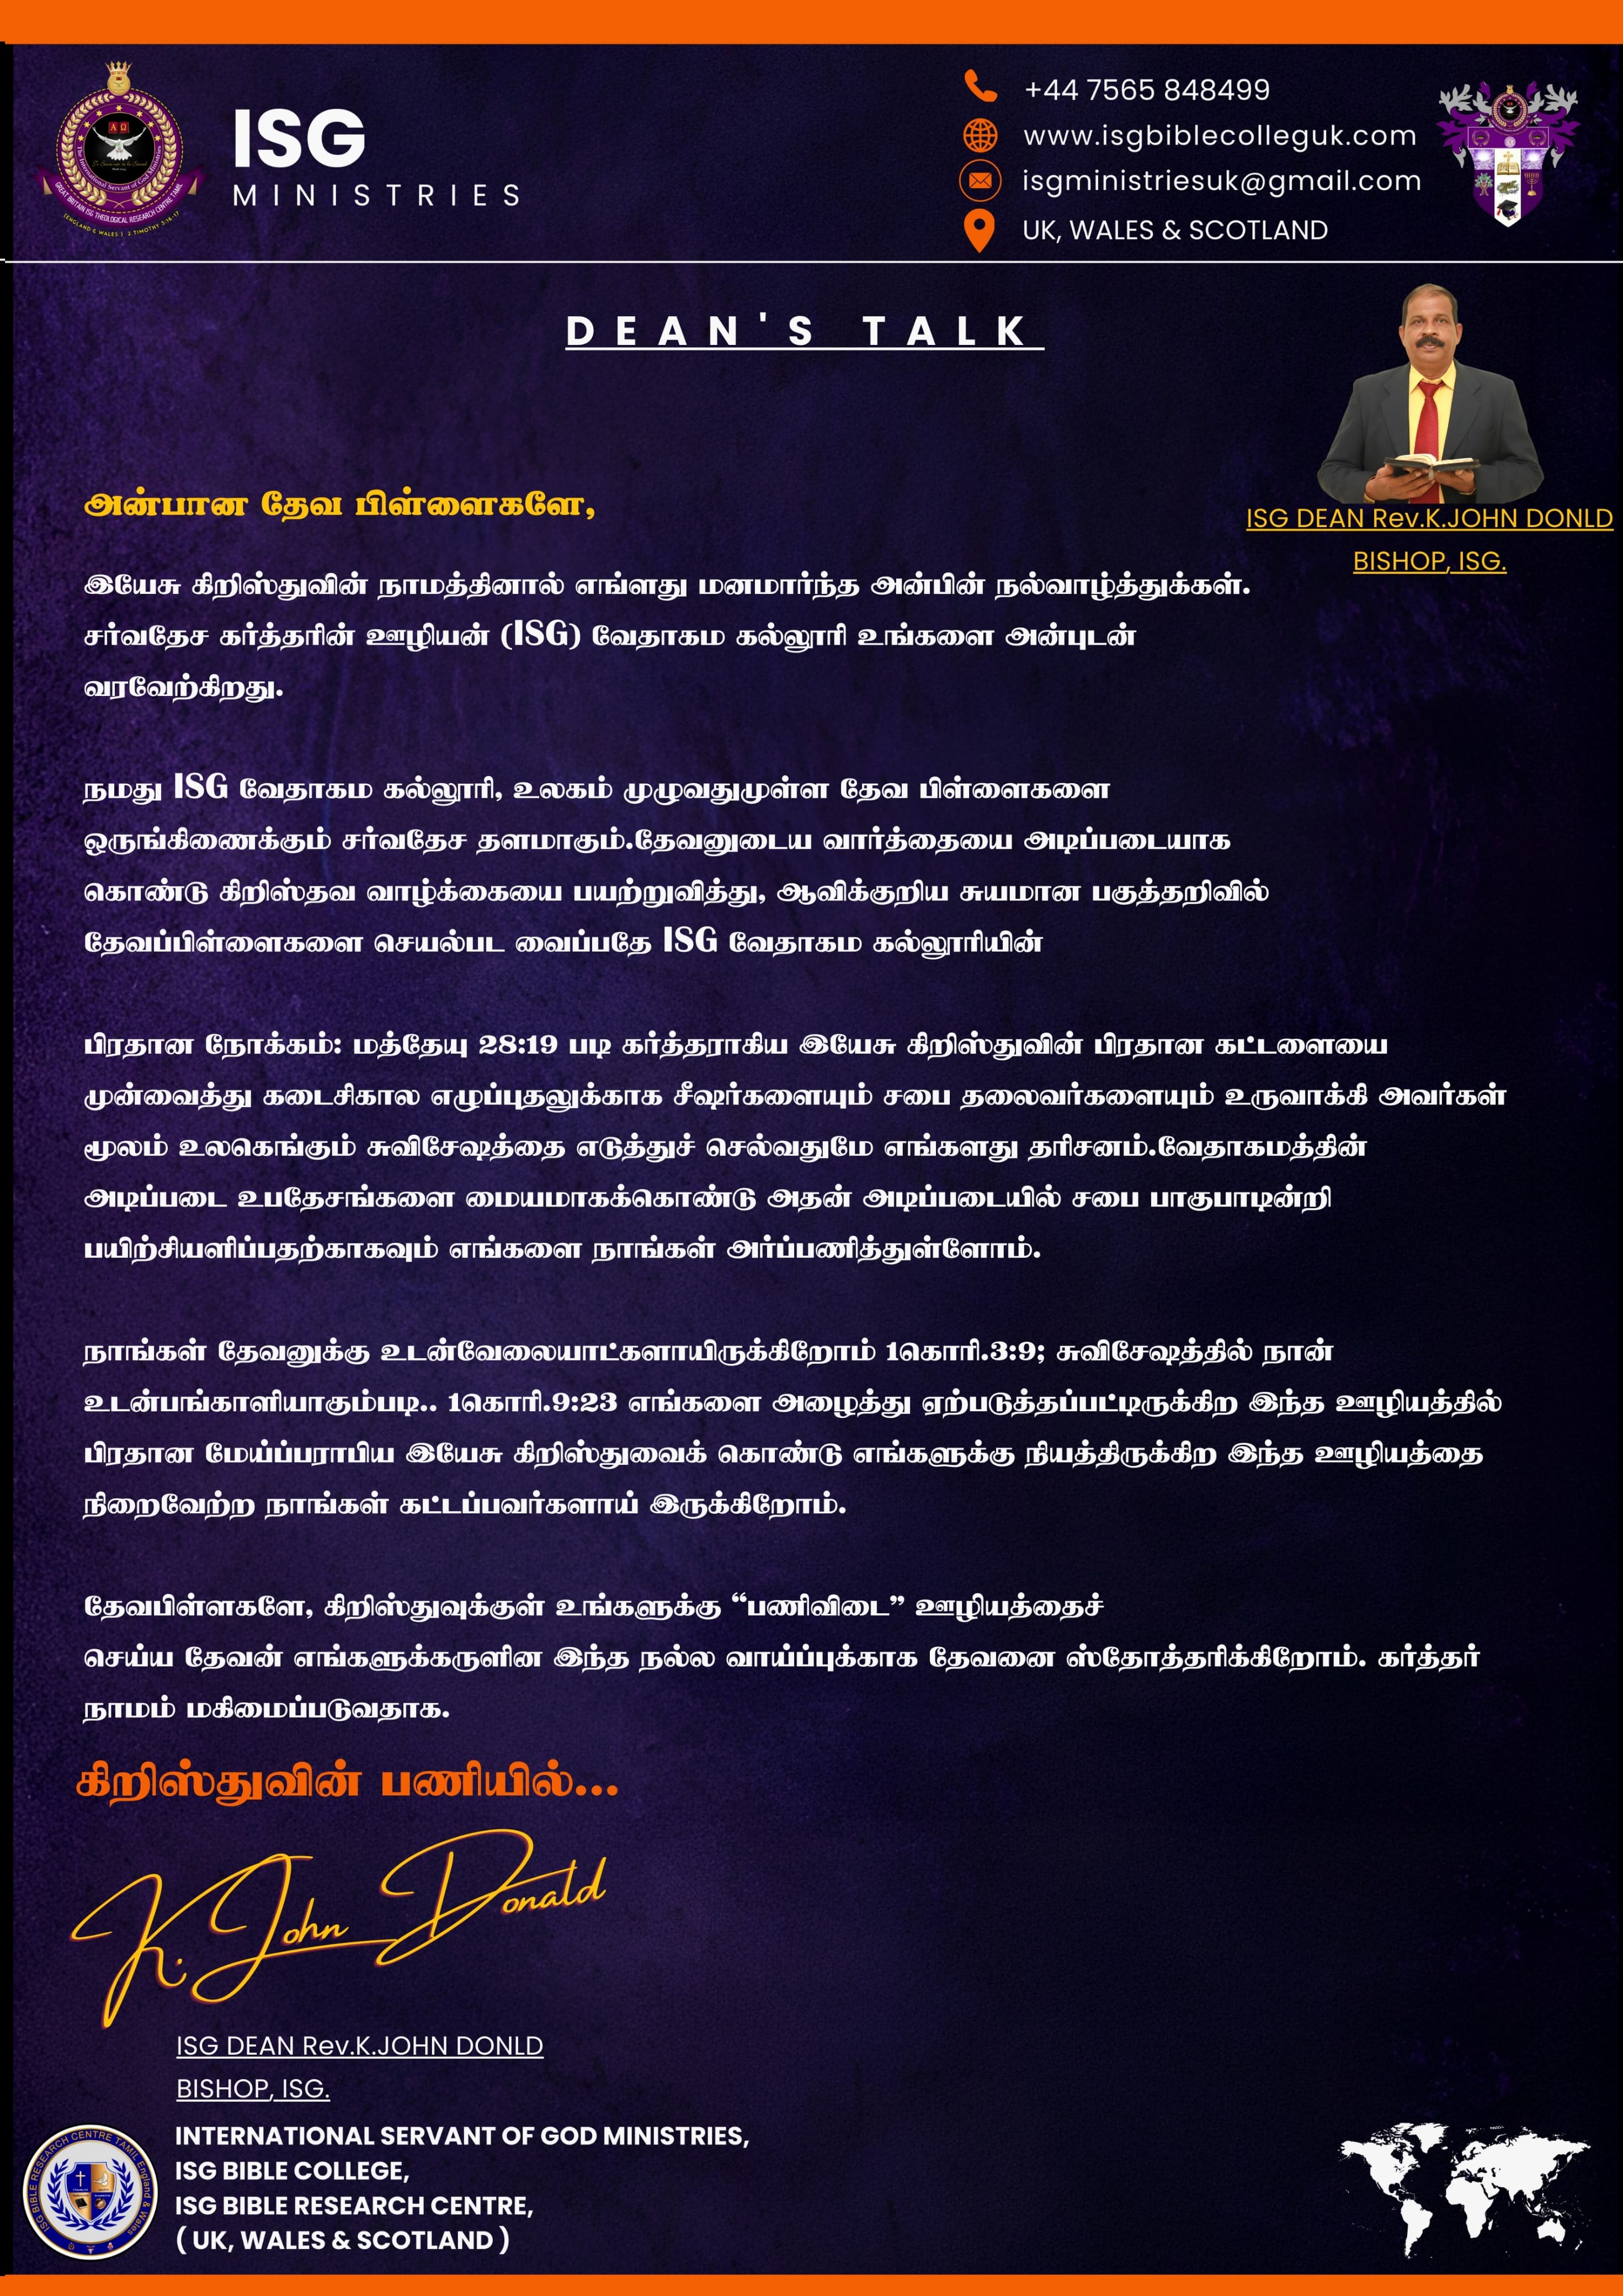 ISG
MINISTRIES
+44 7565 848499
www.isgbiblecolleguk.com
isgministriesuk@gmail.com
UK, WALES & SCOTLAND
DEAN'S TALK
ISG DEAN Rev.K.JOHN DONLD
BISHOP, ISG.
அன்பான தேவ பிள்ளைகளே,
இயேசு கிறிஸ்துவின் நாமத்தினால் எங்ளது மனமார்ந்த அன்பின் நல்வாழ்த்துக்கள்.
சர்வதேச கர்த்தரின் ஊழியன் (ISG) வேதாகம கல்லூரி உங்களை அன்புடன்
வரவேற்கிறது.
நமது ISG வேதாகம கல்லூரி, உலகம் முழுவதுமுள்ள தேவ பிள்ளைகளை
ஒருங்கிணைக்கும் சர்வதேச தளமாகும்.தேவனுடைய வார்த்தையை அடிப்படையாக
கொண்டு கிறிஸ்தவ வாழ்க்கையை பயற்றுவித்து, ஆவிக்குறிய சுயமான பகுத்தறிவில்
தேவப்பிள்ளைகளை செயல்பட வைப்பதே ISG வேதாகம கல்லூரியின்
பிரதான நோக்கம்: மத்தேயு 28:19 படி கர்த்தராகிய இயேசு கிறிஸ்துவின் பிரதான கட்டளையை
முன்வைத்து கடைசிகால எழுப்புதலுக்காக சீஷர்களையும் சபை தலைவர்களையும் உருவாக்கி அவர்கள்
மூலம் உலகெங்கும் சுவிசேஷத்தை எடுத்துச் செல்வதுமே எங்களது தரிசனம்.வேதாகமத்தின்
அடிப்படை உபதேசங்களை மையமாகக்கொண்டு அதன் அடிப்படையில் சபை பாகுபாடின்றி
பயிற்சியளிப்பதற்காகவும் எங்களை நாங்கள் அர்ப்பணித்துள்ளோம்.
நாங்கள் தேவனுக்கு உடன்வேலையாட்களாயிருக்கிறோம் 1கொரி.3:9; சுவிசேஷத்தில் நான்
உடன்பங்காளியாகும்படி.. 1கொரி.9:23 எங்களை அழைத்து ஏற்படுத்தப்பட்டிருக்கிற இந்த ஊழியத்தில்
பிரதான மேய்ப்பராபிய இயேசு கிறிஸ்துவைக் கொண்டு எங்களுக்கு நியத்திருக்கிற இந்த ஊழியத்தை
நிறைவேற்ற நாங்கள் கட்டப்பவர்களாய் இருக்கிறோம்.
தேவபிள்ளகளே, கிறிஸ்துவுக்குள் உங்களுக்கு “பணிவிடை” ஊழியத்தைச்
செய்ய தேவன் எங்களுக்கருளின இந்த நல்ல வாய்ப்புக்காக தேவனை ஸ்தோத்தரிக்கிறோம். கர்த்தர்
நாமம் மகிமைப்படுவதாக.
கிறிஸ்துவின் பணியில்...
K. John Donald
ISG DEAN Rev.K.JOHN DONLD
BISHOP, ISG.
INTERNATIONAL SERVANT OF GOD MINISTRIES,
ISG BIBLE COLLEGE,
ISG BIBLE RESEARCH CENTRE,
( UK, WALES & SCOTLAND )
ISG BIBLE RESEARCH CENTRE TAMIL England & Wales